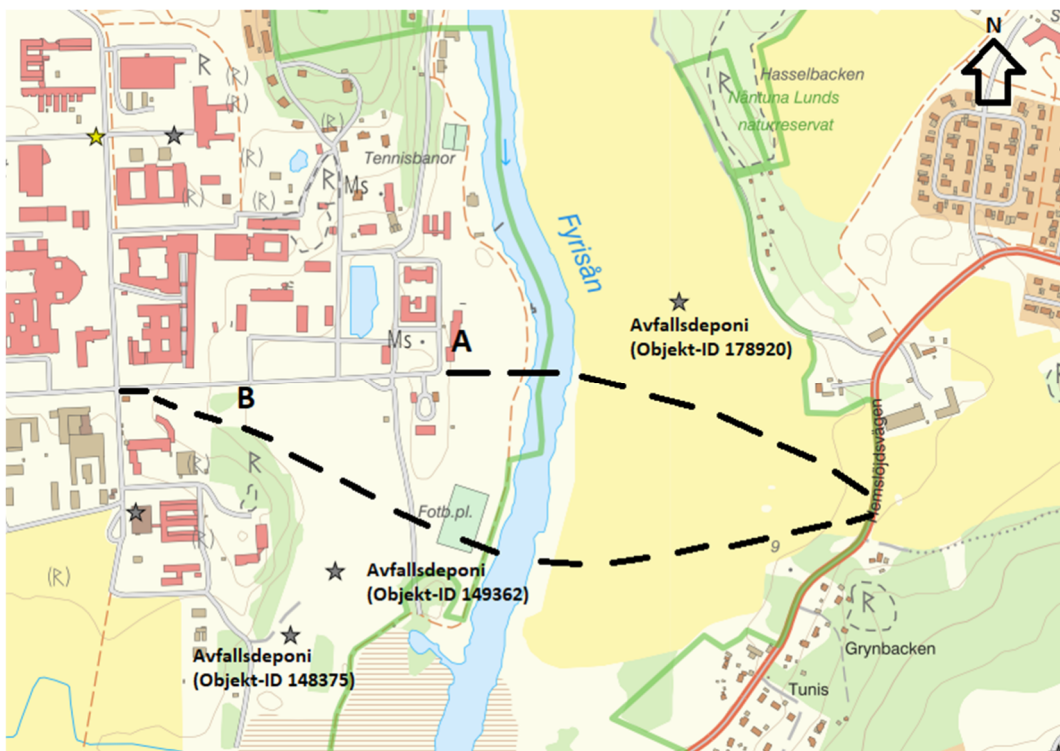 N
Hasselbacken
Näntuna Lunds
naturreservat
R
R
(R)
(R)
(R)
(R)
(R)
Tennisbanor
R
Ms
(R)
(R)
Fyrisån
Avfallsdeponi
(Objekt-ID 178920)
Ms
A
B
Hemslöjdsvägen
(R)
R
Fotb.pl.
(R)
9
(R)
Avfallsdeponi
(Objekt-ID 149362)
R
Grynbacken
Avfallsdeponi
(Objekt-ID 148375)
Tunis